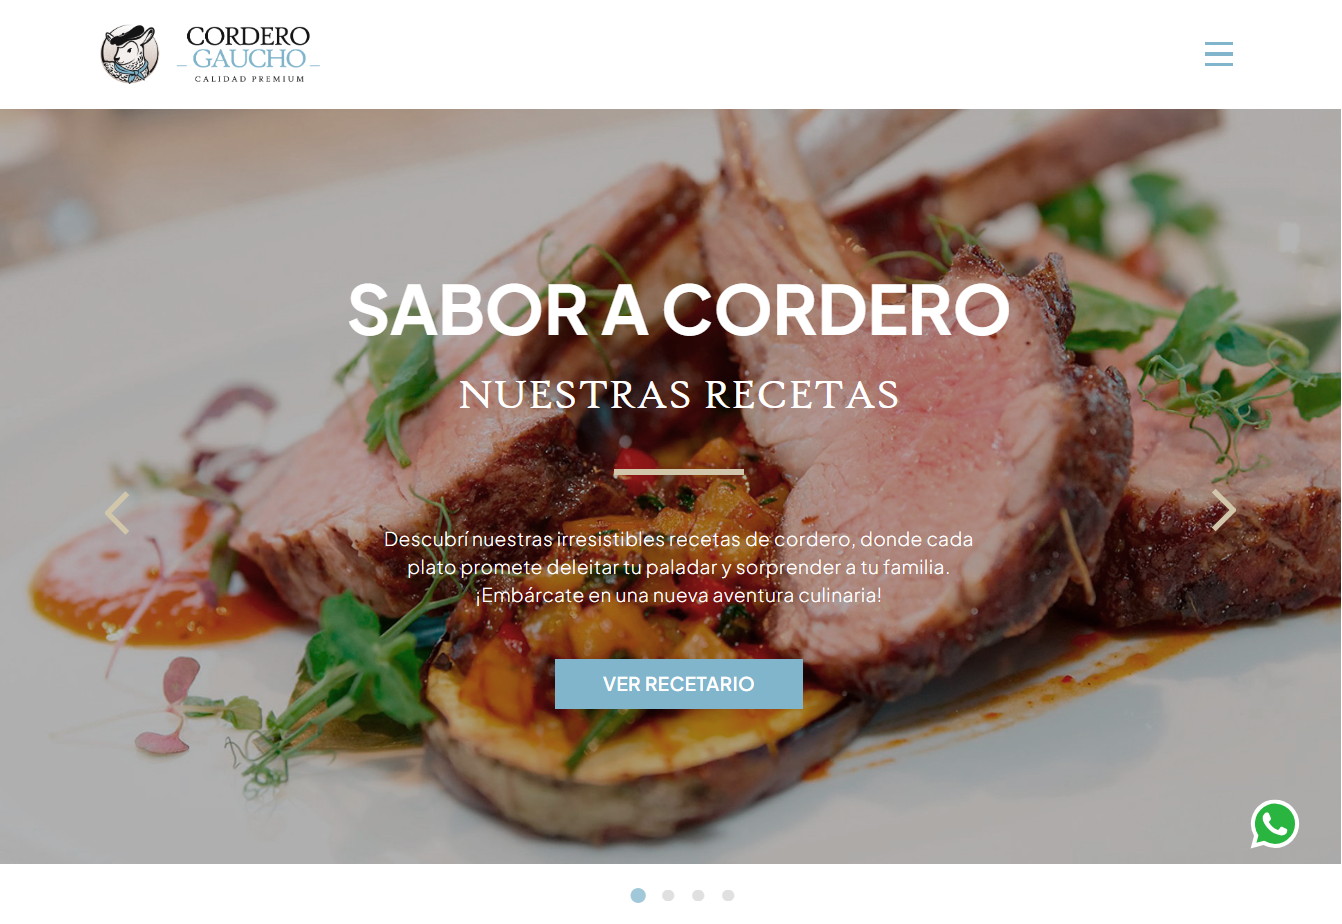 CORDERO
GAUCHO
CALIDAD PREMIUM
SABOR A CORDERO
NUESTRAS RECETAS
Descubrí nuestras irresistibles recetas de cordero, donde cada
plato promete deleitar tu paladar y sorprender a tu familia.
¡Embárcate en una nueva aventura culinaria!
VER RECETARIO